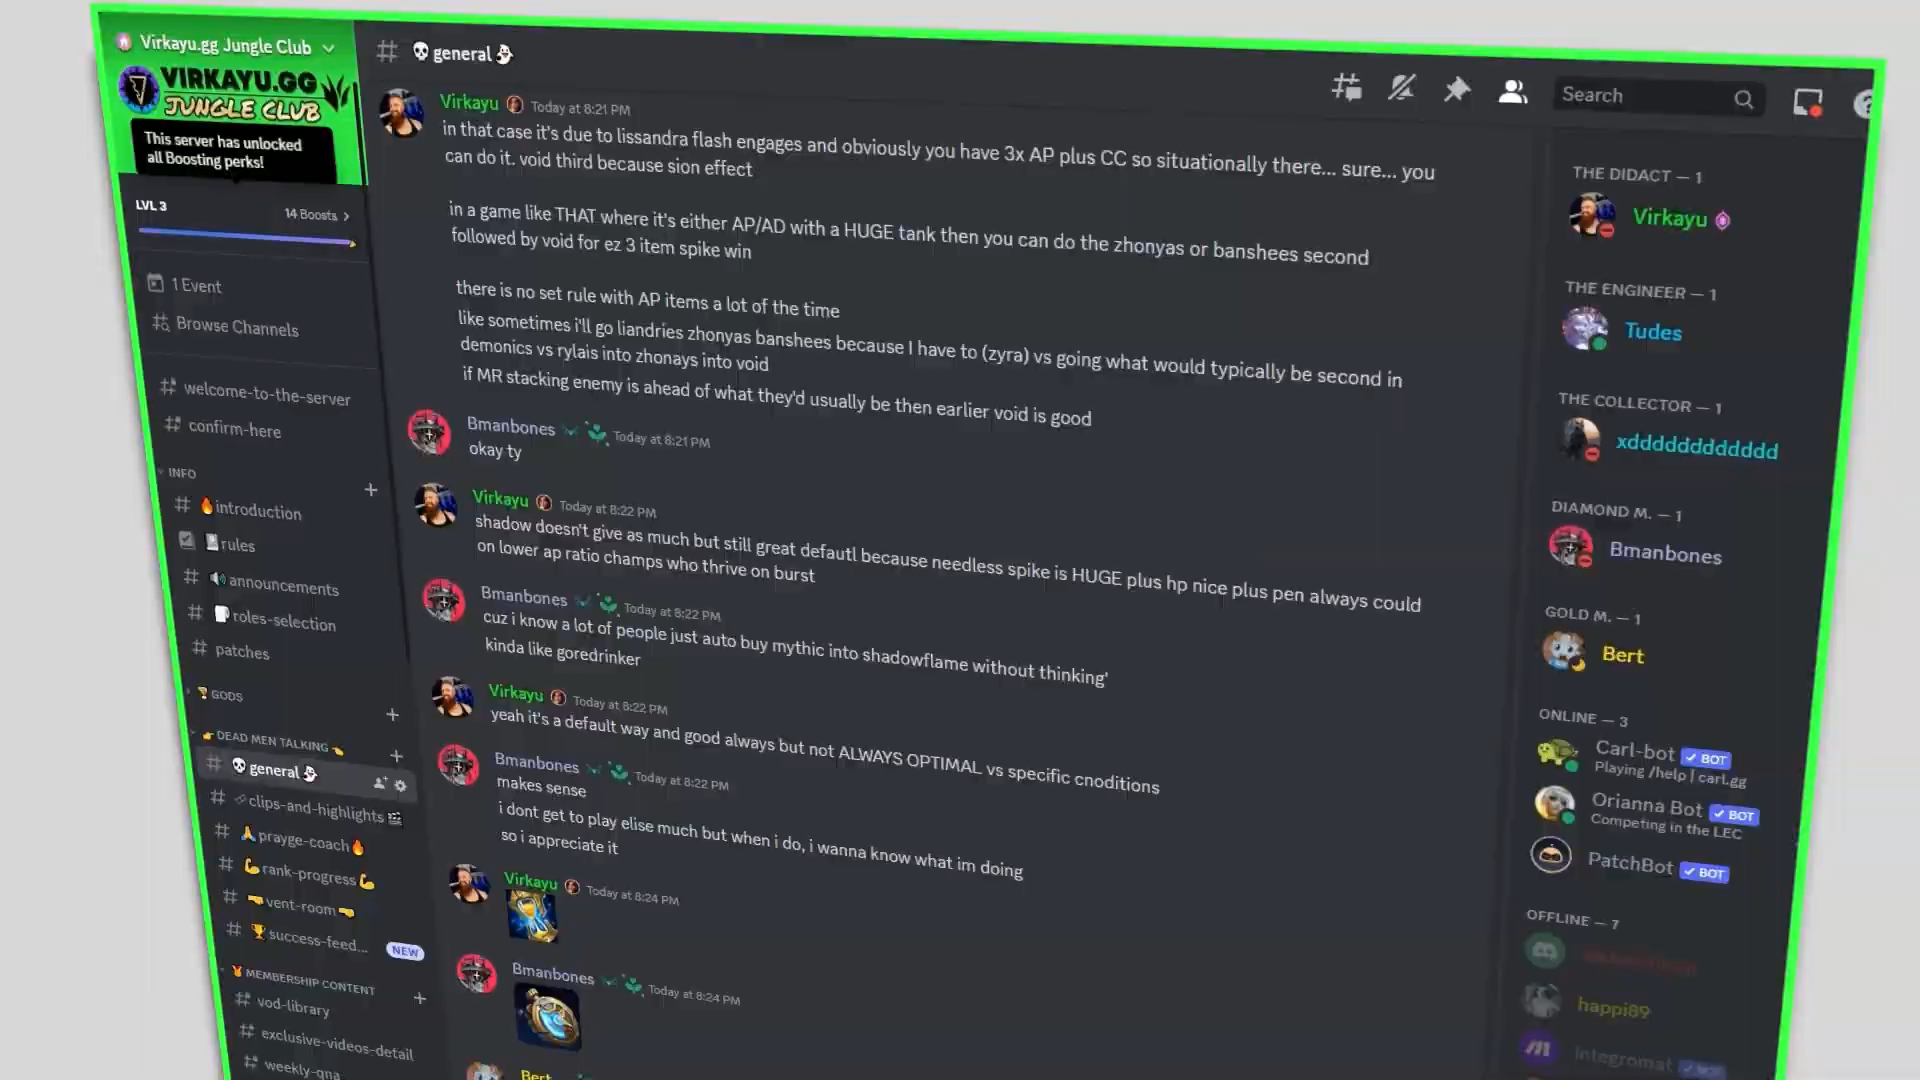 Virkayu.gg Jungle Club
VIRKAYU.GG
JUNGLE CLUB
This server has unlocked
all Boosting perks!
LVL 3
14 Boosts
1 Event
Browse Channels
welcome-to-the-server
confirm-here
INFO
introduction
rules
announcements
roles-selection
patches
GODS
DEAD MEN TALKING
general
clips-and-highlights
prayge-coach
rank-progress
vent-room
success-feed...
NEW
MEMBERSHIP CONTENT
vod-library
exclusive-videos-detail
weekly-qna
general
Search
Virkayu Today at 8:21 PM
in that case it's due to lissandra flash engages and obviously you have 3x AP plus CC so situationally there... sure... you
can do it. void third because sion effect
in a game like THAT where it's either AP/AD with a HUGE tank then you can do the zhonyas or banshees second
followed by void for ez 3 item spike win
there is no set rule with AP items a lot of the time
like sometimes i'll go liandries zhonyas banshees because I have to (zyra) vs going what would typically be second in
demonics vs rylais into zhonays into void
if MR stacking enemy is ahead of what they'd usually be then earlier void is good
Bmanbones Today at 8:21 PM
okay ty
Virkayu Today at 8:22 PM
shadow doesn't give as much but still great defautl because needless spike is HUGE plus hp nice plus pen always could
on lower ap ratio champs who thrive on burst
Bmanbones Today at 8:22 PM
cuz i know a lot of people just auto buy mythic into shadowflame without thinking'
kinda like goredrinker
Virkayu Today at 8:22 PM
yeah it's a default way and good always but not ALWAYS OPTIMAL vs specific cnoditions
Bmanbones Today at 8:22 PM
makes sense
i dont get to play elise much but when i do, i wanna know what im doing
so i appreciate it
Virkayu Today at 8:24 PM
Bmanbones Today at 8:24 PM
Bert
THE DIDACT — 1
Virkayu
THE ENGINEER — 1
Tudes
THE COLLECTOR — 1
xdddddddddddd
DIAMOND M. — 1
Bmanbones
GOLD M. — 1
Bert
ONLINE — 3
Carl-bot BOT
Playing /help | carl.gg
Orianna Bot BOT
Competing in the LEC
PatchBot BOT
OFFLINE — 7
happi89
Integromat BOT